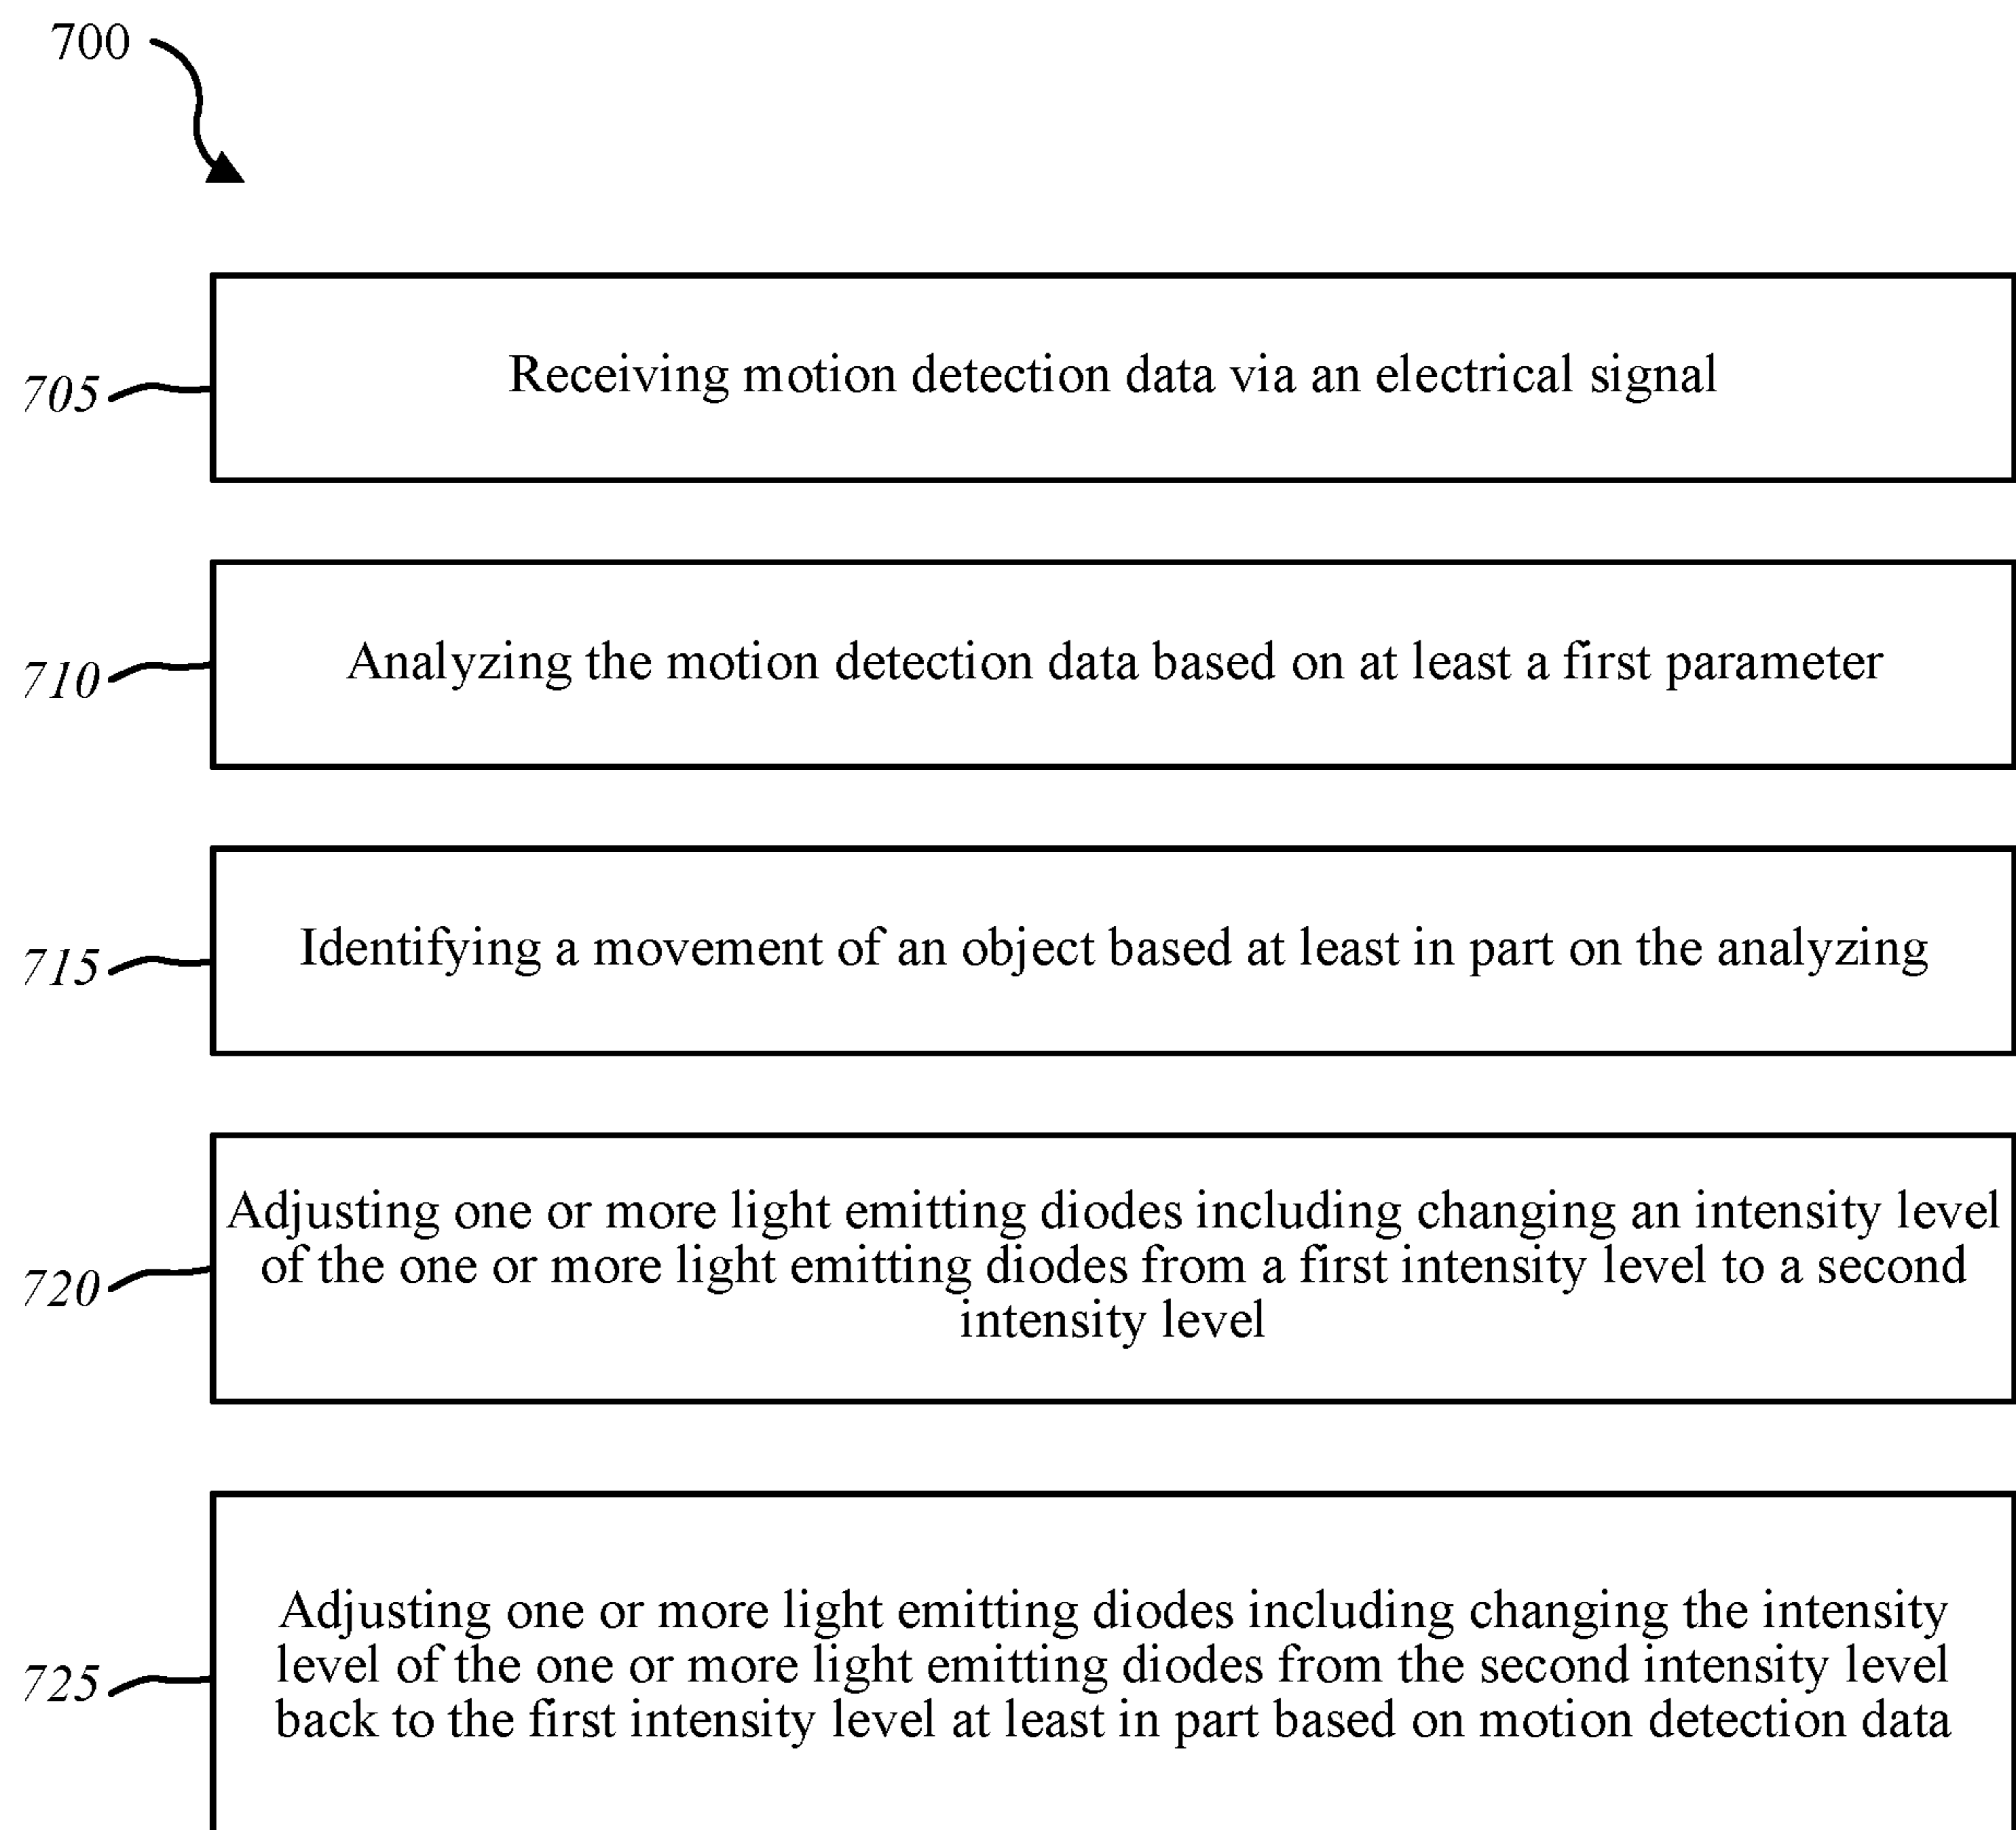 700
705
Receiving motion detection data via an electrical signal
710
Analyzing the motion detection data based on at least a first parameter
715
Identifying a movement of an object based at least in part on the analyzing
720
Adjusting one or more light emitting diodes including changing an intensity level
of the one or more light emitting diodes from a first intensity level to a second
intensity level
725
Adjusting one or more light emitting diodes including changing the intensity
level of the one or more light emitting diodes from the second intensity level
back to the first intensity level at least in part based on motion detection data